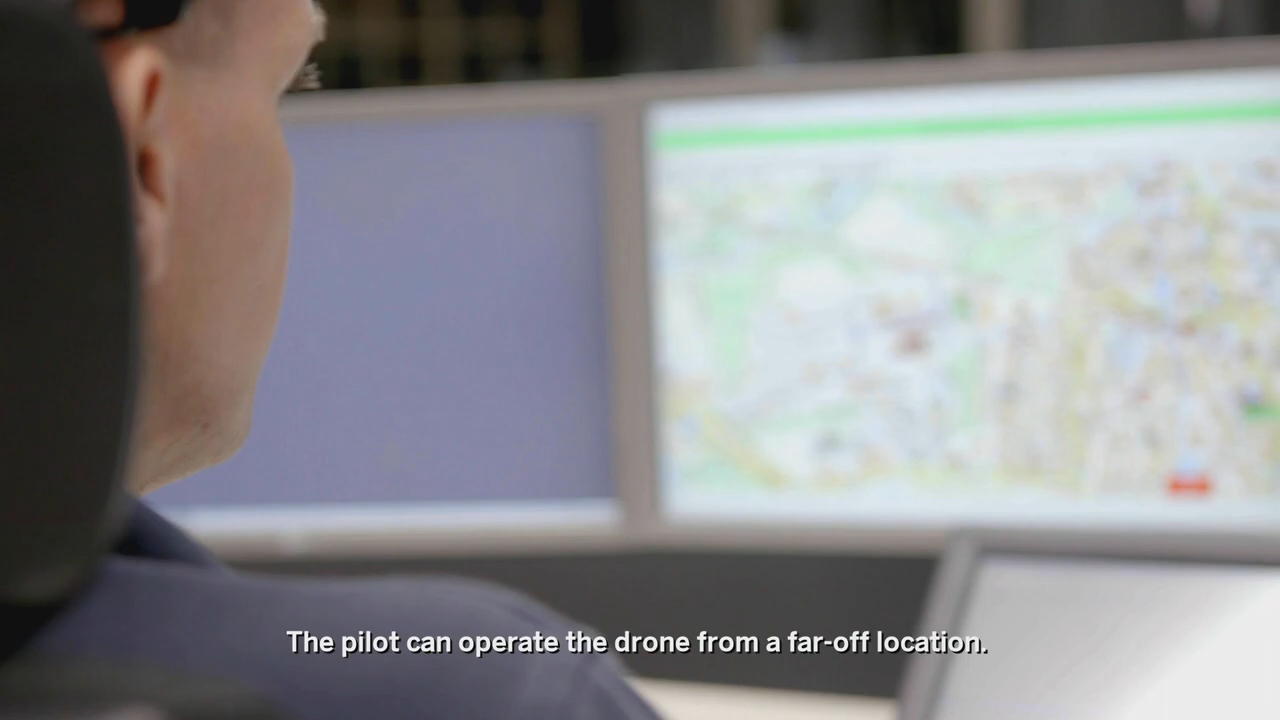 The pilot can operate the drone from a far-off location.